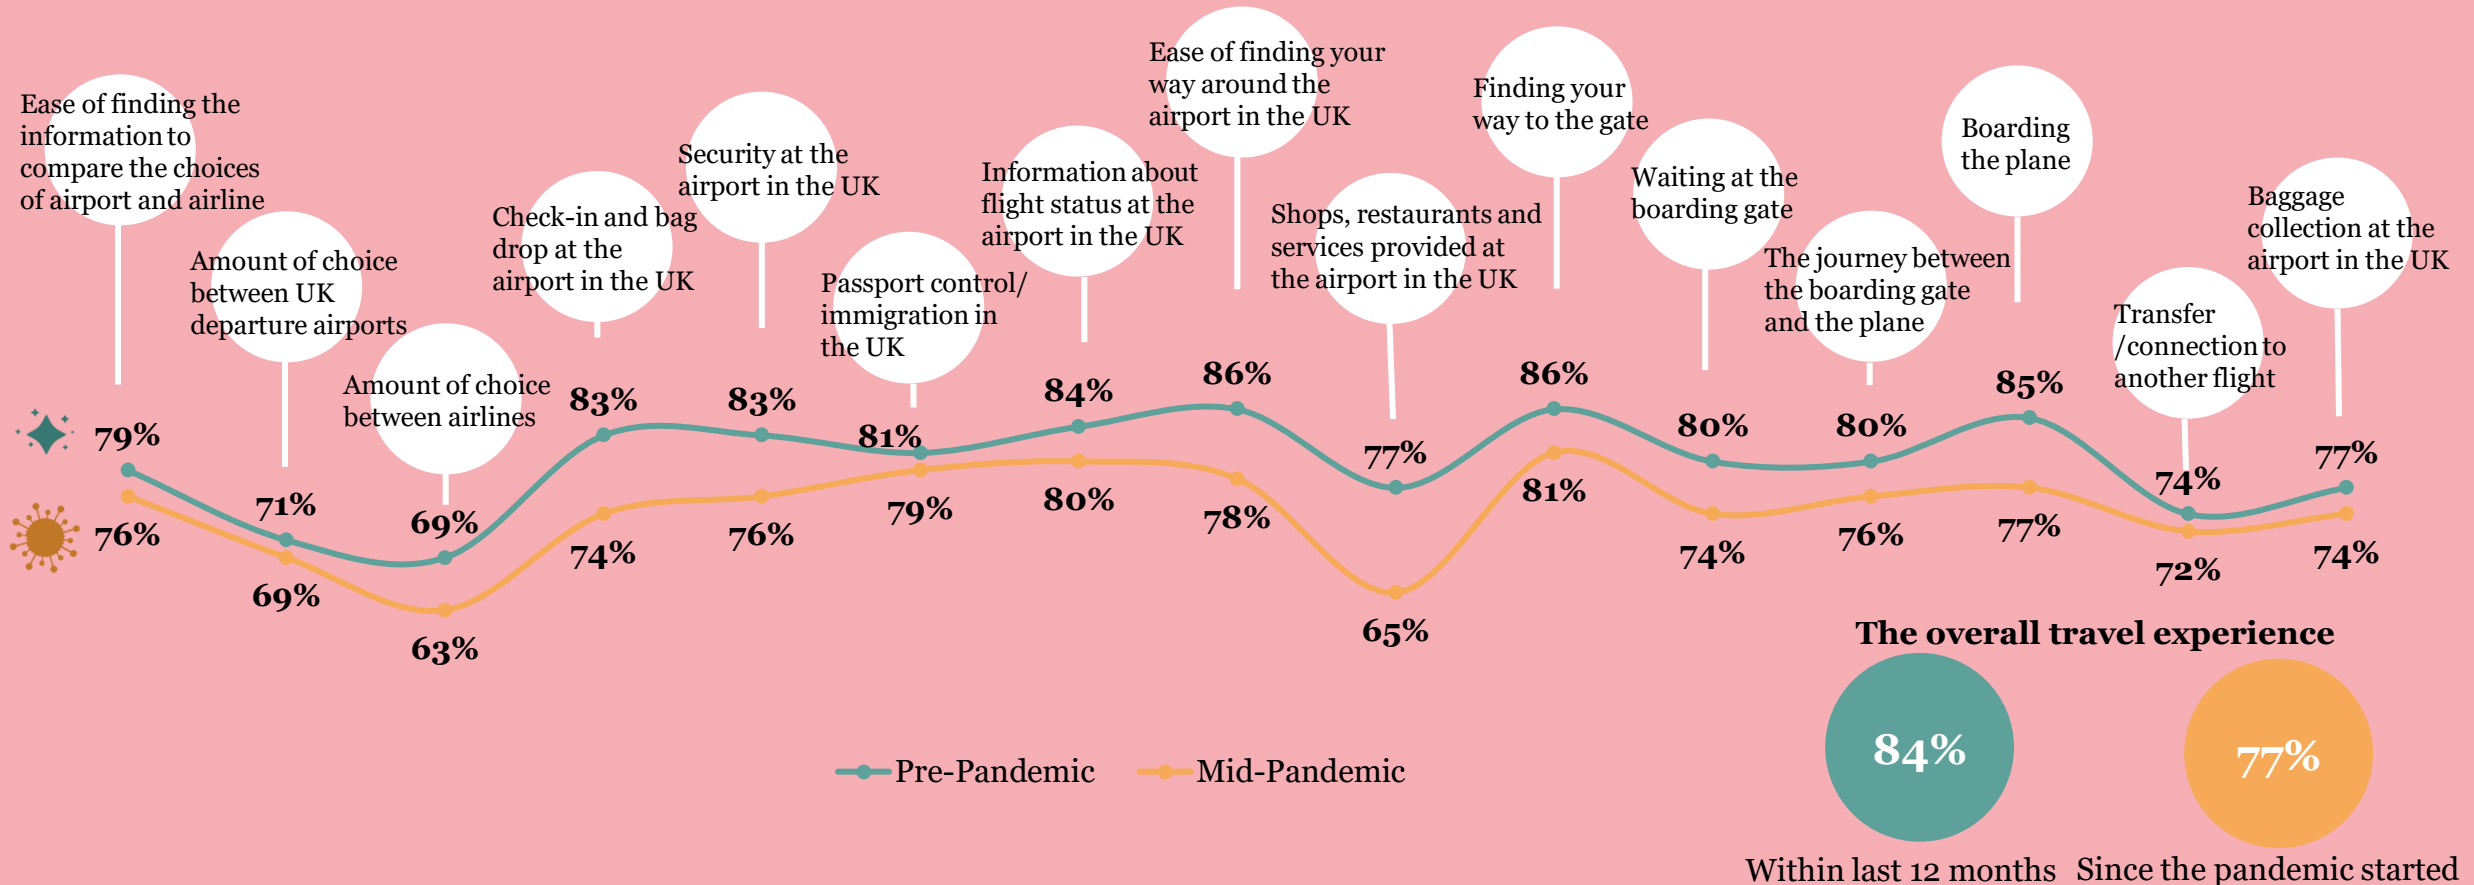 Ease of finding the
information to
compare the choices
of airport and airline
Amount of choice
between UK
departure airports
Amount of choice
between airlines
Check-in and bag
drop at the
airport in the UK
Security at the
airport in the UK
Passport control/
immigration in
the UK
Information about
flight status at the
airport in the UK
Ease of finding your
way around the
airport in the UK
Shops, restaurants and
services provided at
the airport in the UK
Finding your
way to the gate
Waiting at the
boarding gate
The journey between
the boarding gate
and the plane
Boarding
the plane
Transfer
/connection to
another flight
Baggage
collection at the
airport in the UK
79%
71%
69%
83%
83%
81%
84%
86%
77%
86%
80%
80%
85%
74%
77%
76%
69%
63%
74%
76%
79%
80%
78%
65%
81%
74%
76%
77%
72%
74%
Pre-Pandemic
Mid-Pandemic
The overall travel experience
84%
77%
Within last 12 months
Since the pandemic started